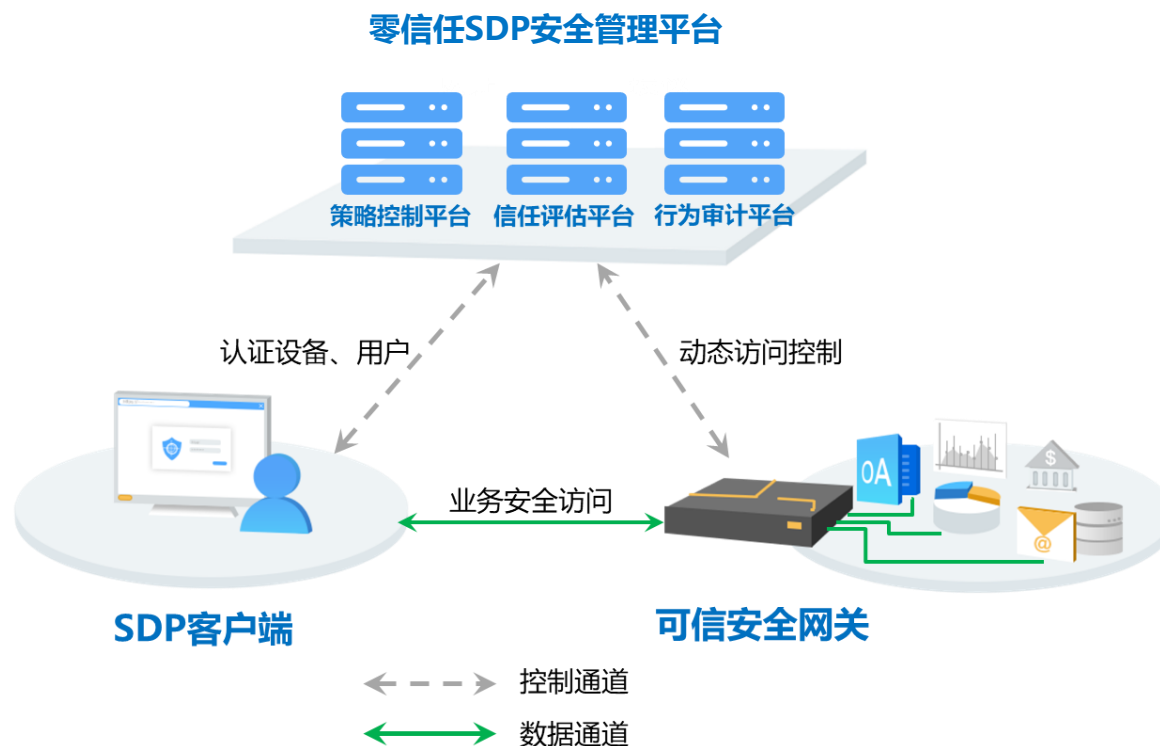 零信任SDP安全管理平台
策略控制平台
信任评估平台
行为审计平台
认证设备、用户
动态访问控制
OA
$
业务安全访问
@
SDP客户端
可信安全网关
控制通道
数据通道